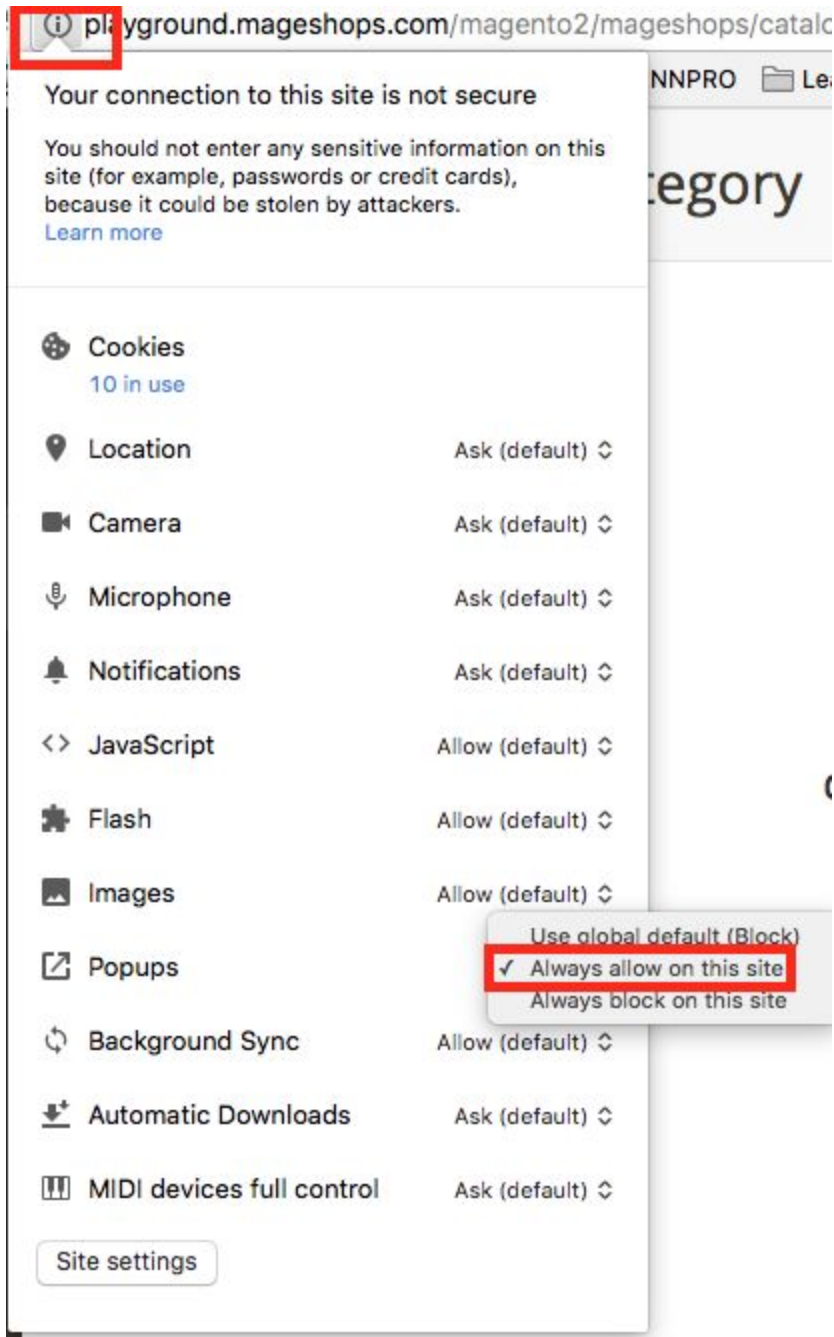 playground.mageshops.com/magento2/mageshops/catalo
NNPRO Lea
tegory
Your connection to this site is not secure
You should not enter any sensitive information on this
site (for example, passwords or credit cards),
because it could be stolen by attackers.
Learn more
Cookies
10 in use
Location Ask (default)
Camera Ask (default)
Microphone Ask (default)
Notifications Ask (default)
JavaScript Allow (default)
Flash Allow (default)
Images Allow (default)
Use global default (Block)
Popups ✓ Always allow on this site
Always block on this site
Background Sync Allow (default)
Automatic Downloads Ask (default)
MIDI devices full control Ask (default)
Site settings